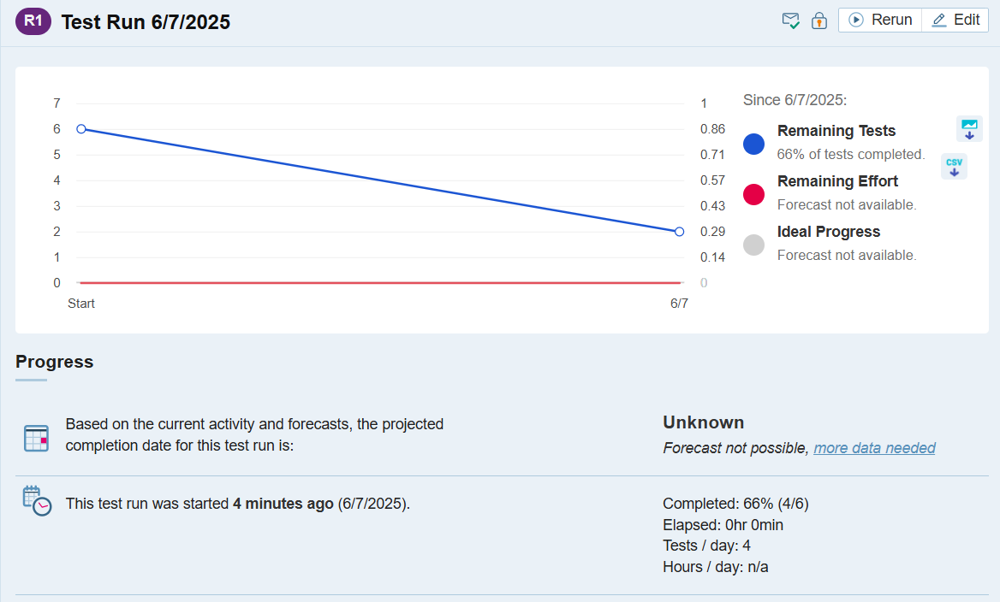 R1 Test Run 6/7/2025
Rerun
Edit
7
6
5
4
3
2
1
0
1
0.86
0.71
0.57
0.43
0.29
0.14
0
Start
6/7
Since 6/7/2025:
Remaining Tests
66% of tests completed.
CSV
Remaining Effort
Forecast not available.
Ideal Progress
Forecast not available.
Progress
Based on the current activity and forecasts, the projected
completion date for this test run is:
Unknown
Forecast not possible, more data needed
This test run was started 4 minutes ago (6/7/2025).
Completed: 66% (4/6)
Elapsed: 0hr 0min
Tests / day: 4
Hours / day: n/a